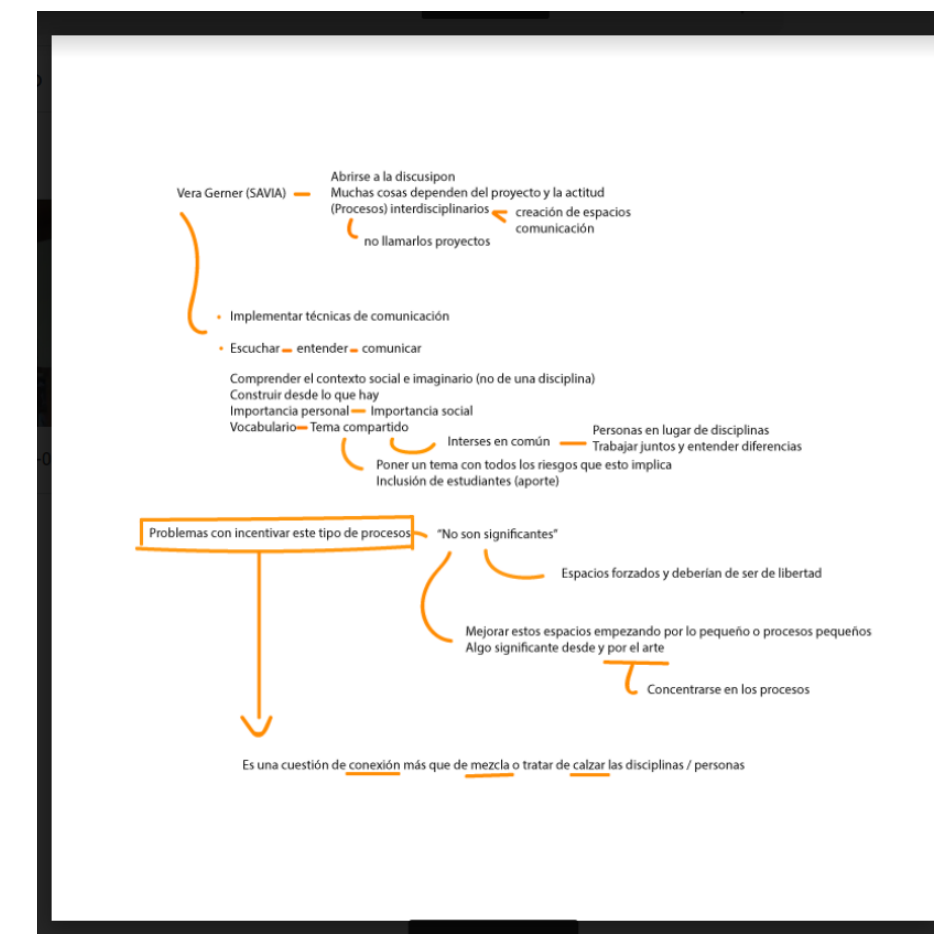 Abrirse a la discusipon
Vera Gerner (SAVIA)
Muchas cosas dependen del proyecto y la actitud
(Procesos) interdisciplinarios
creación de espacios
comunicación
no llamarlos proyectos
Implementar técnicas de comunicación
Escuchar entender comunicar
Comprender el contexto social e imaginario (no de una disciplina)
Construir desde lo que hay
Importancia personal Importancia social
Vocabulario Tema compartido
Personas en lugar de disciplinas
Interses en común
Trabajar juntos y entender diferencias
Poner un tema con todos los riesgos que esto implica
Inclusión de estudiantes (aporte)
Problemas con incentivar este tipo de procesos
"No son significantes"
Espacios forzados y deberían de ser de libertad
Mejorar estos espacios empezando por lo pequeño o procesos pequeños
Algo significante desde y por el arte
Concentrarse en los procesos
Es una cuestión de conexión más que de mezcla o tratar de calzar las disciplinas / personas